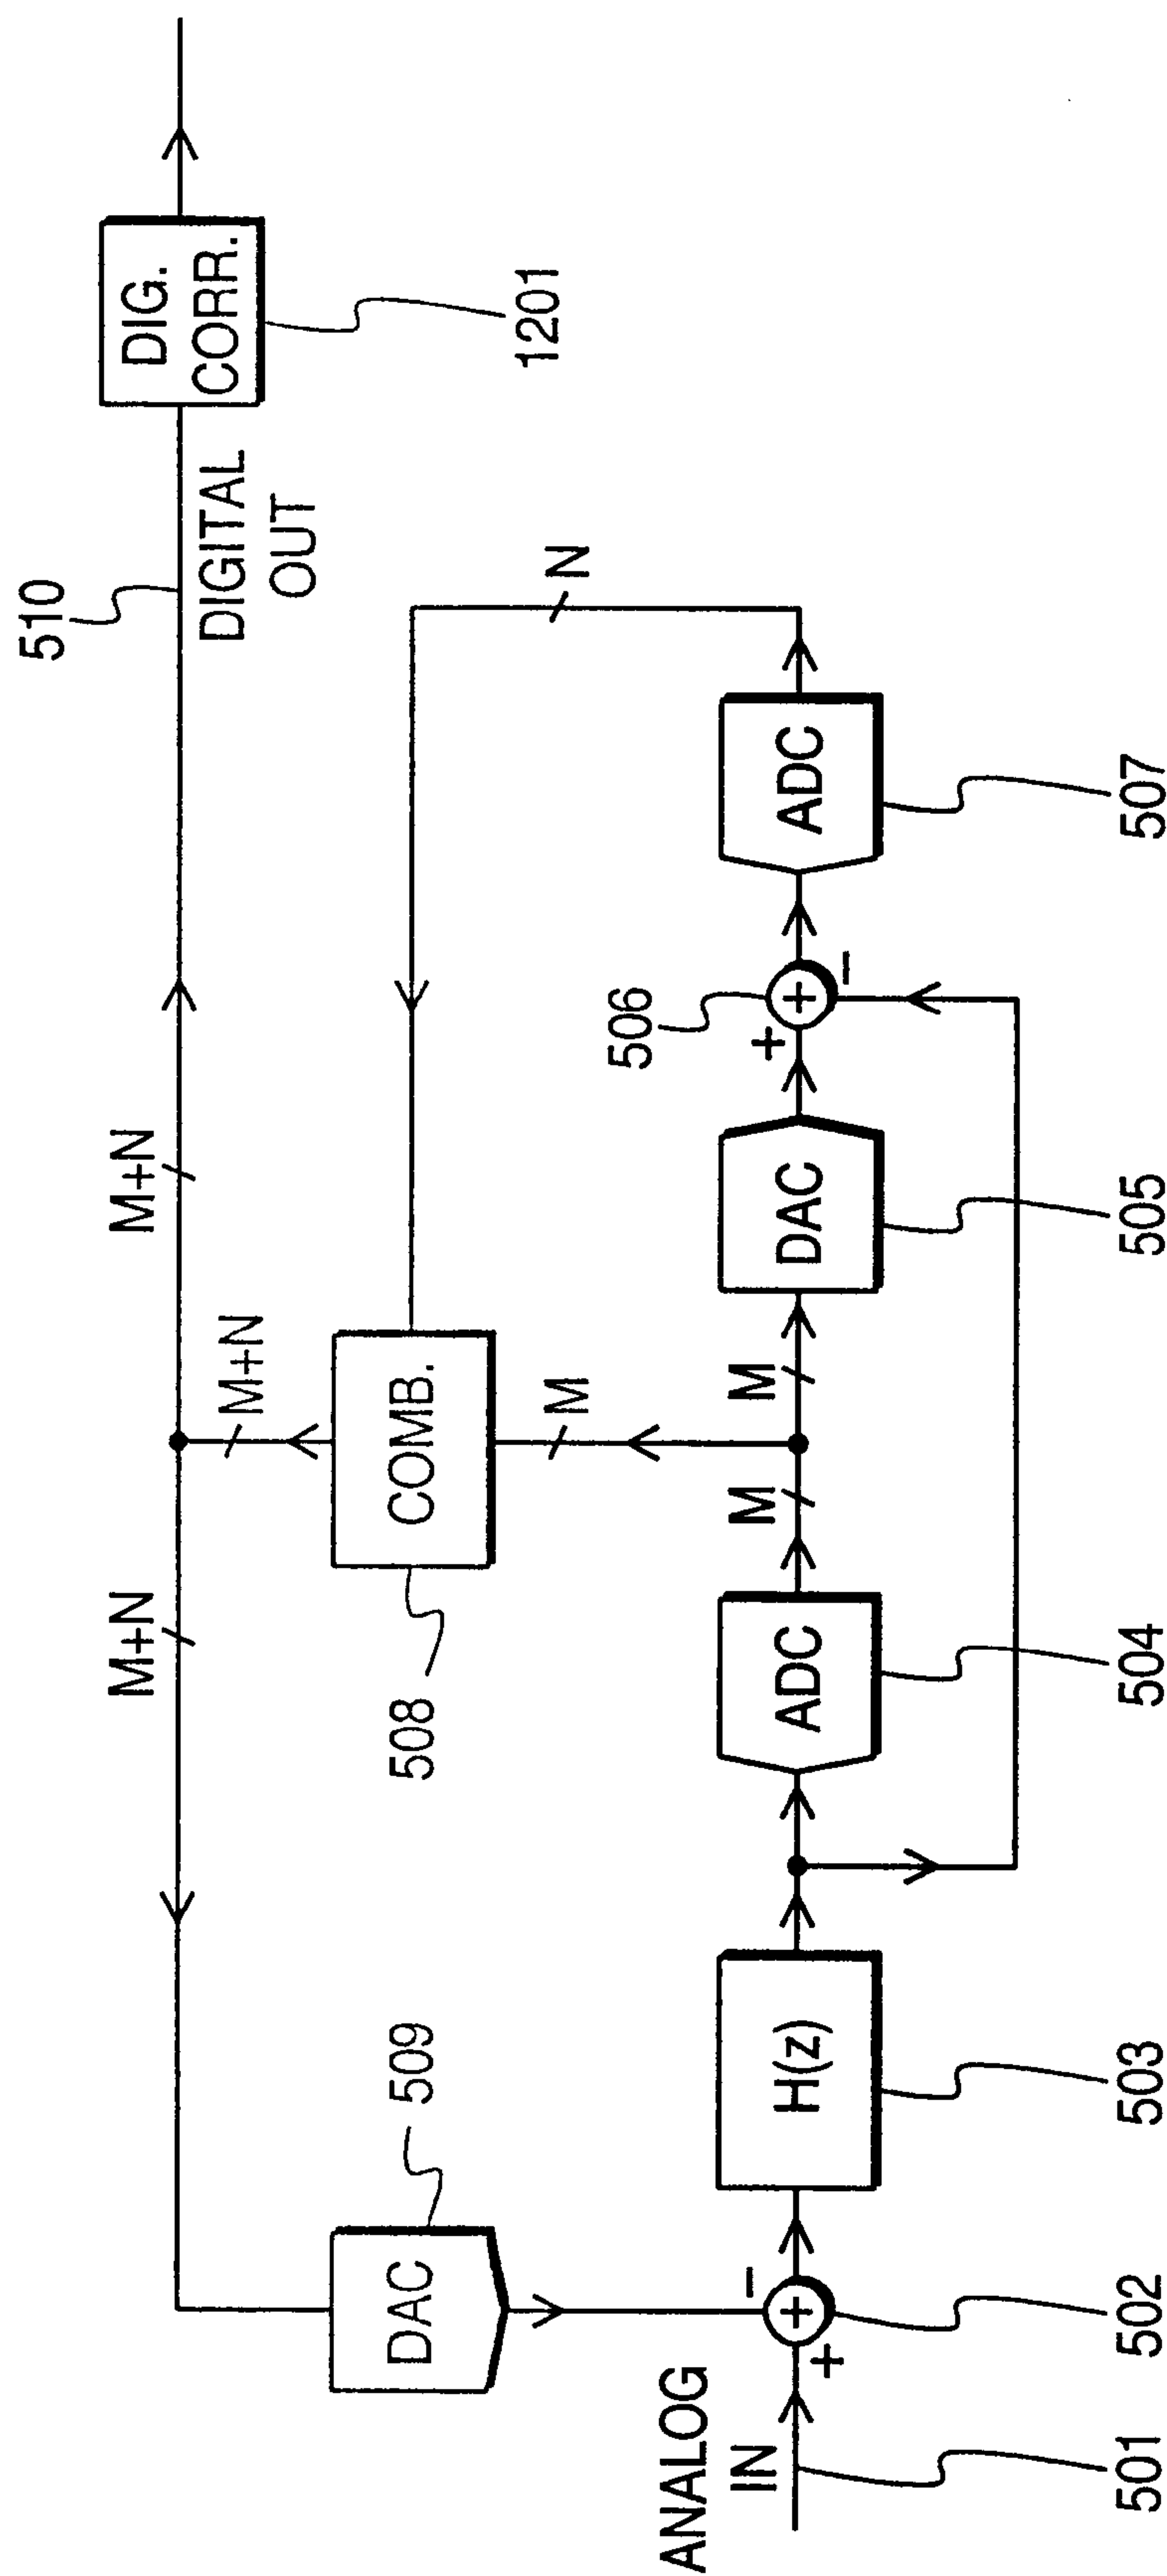 510
M+N
M+N
DIGITAL
OUT
DIG.
CORR.
1201
M+N
509
DAC
508
COMB.
N
M
ANALOG
IN
−
+
+
H(z)
ADC
M
M
DAC
506
+
+
−
ADC
501
502
503
504
505
507